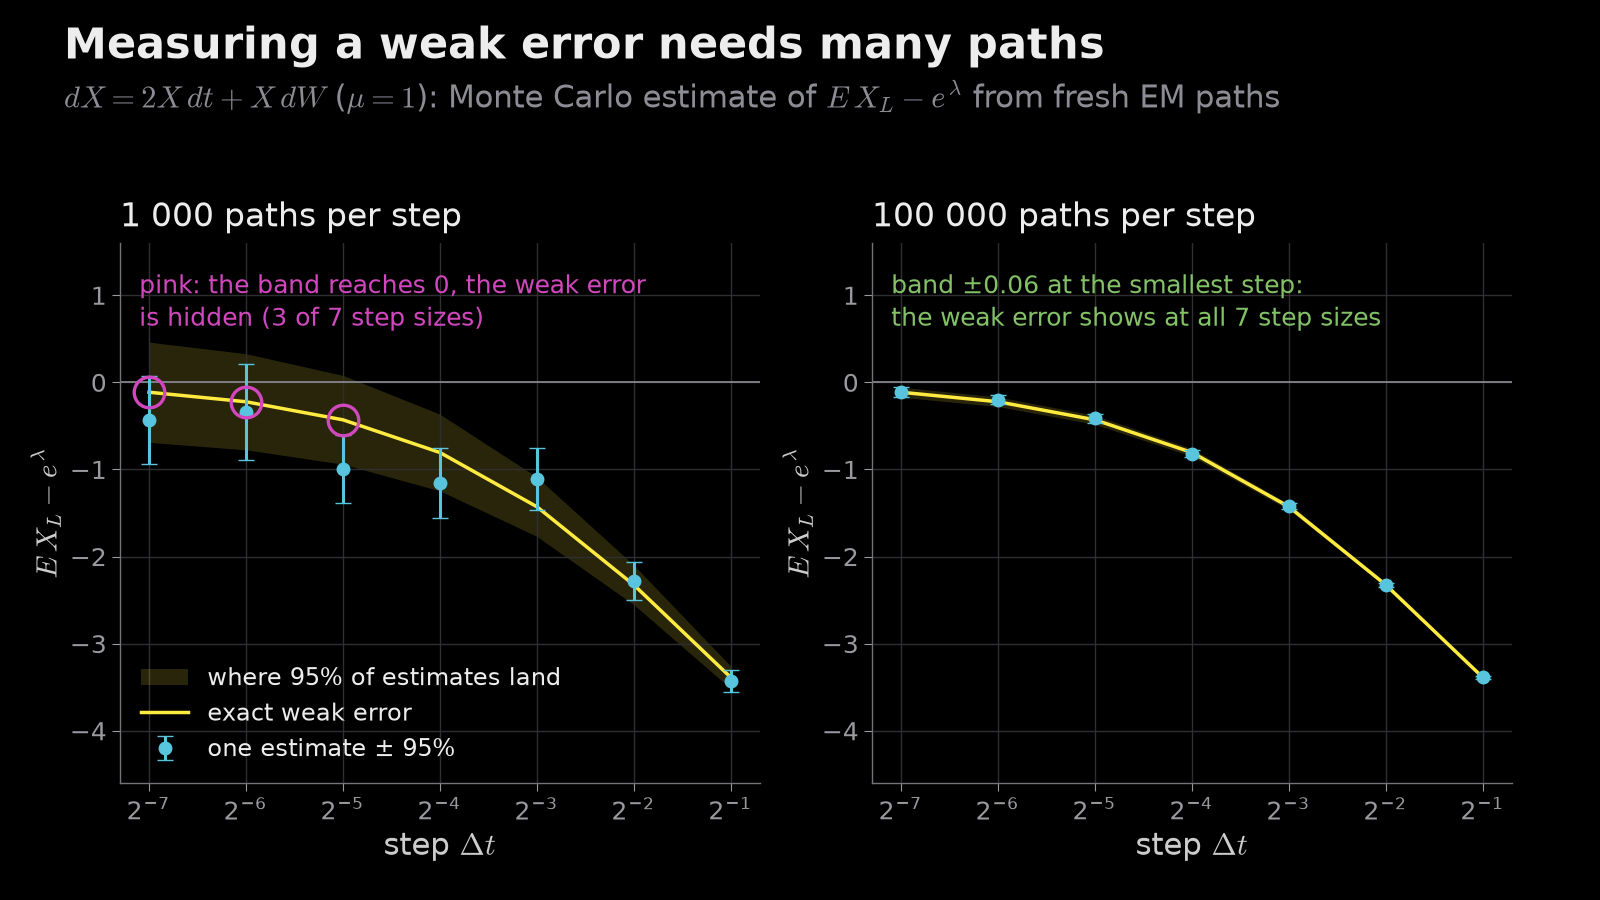 Measuring a weak error needs many paths
dX = 2X dt + X dW (μ = 1): Monte Carlo estimate of E X_L − e^λ from fresh EM paths
1 000 paths per step
pink: the band reaches 0, the weak error
is hidden (3 of 7 step sizes)
1
0
−1
−2
−3
−4
E X_L − e^λ
where 95% of estimates land
exact weak error
one estimate ± 95%
2^−7 2^−6 2^−5 2^−4 2^−3 2^−2 2^−1
step Δt
100 000 paths per step
band ±0.06 at the smallest step:
the weak error shows at all 7 step sizes
1
0
−1
−2
−3
−4
E X_L − e^λ
2^−7 2^−6 2^−5 2^−4 2^−3 2^−2 2^−1
step Δt